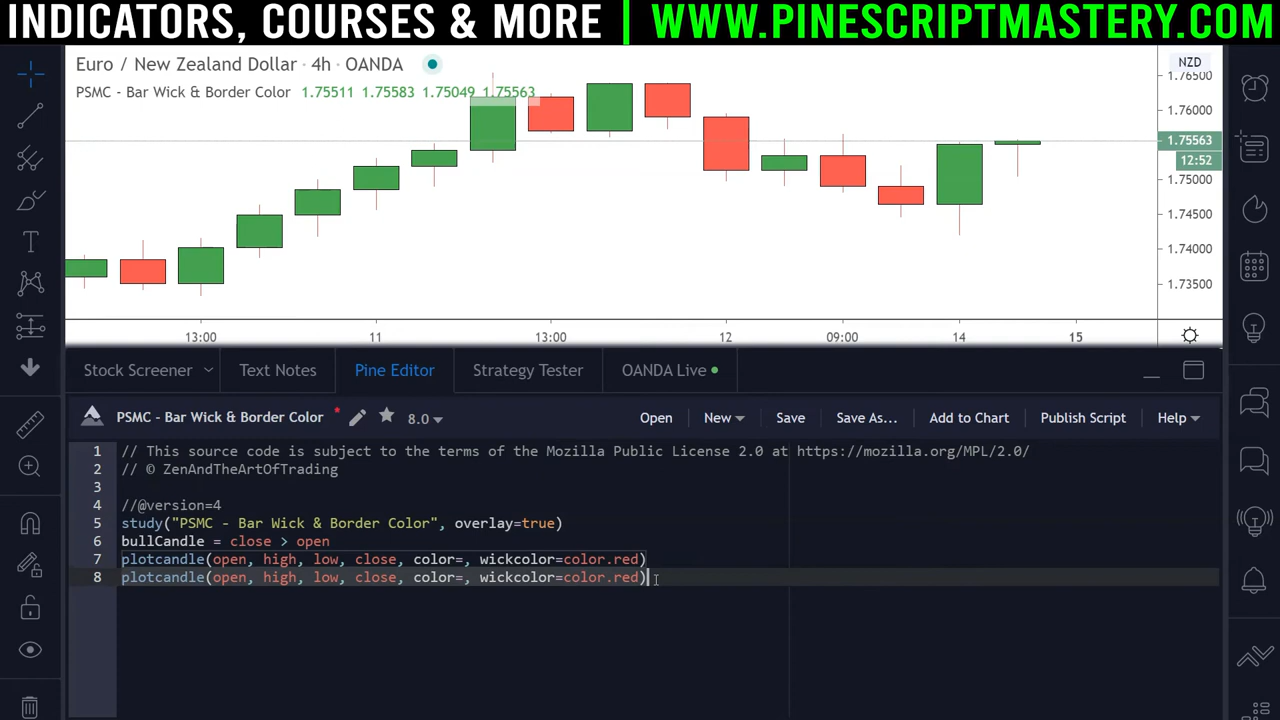 INDICATORS, COURSES & MORE | WWW.PINESCRIPTMASTERY.COM
Euro / New Zealand Dollar · 4h · OANDA
PSMC - Bar Wick & Border Color 1.75511 1.75583 1.75049 1.75563
NZD
1.76500
1.76000
1.75563
12:52
1.75000
1.74500
1.74000
1.73500
13:00 11 13:00 12 09:00 14 15
Stock Screener Text Notes Pine Editor Strategy Tester OANDA Live
PSMC - Bar Wick & Border Color * 8.0 Open New Save Save As... Add to Chart Publish Script Help
1 // This source code is subject to the terms of the Mozilla Public License 2.0 at https://mozilla.org/MPL/2.0/
2 // © ZenAndTheArtOfTrading
3
4 //@version=4
5 study("PSMC - Bar Wick & Border Color", overlay=true)
6 bullCandle = close > open
7 plotcandle(open, high, low, close, color=, wickcolor=color.red)
8 plotcandle(open, high, low, close, color=, wickcolor=color.red)